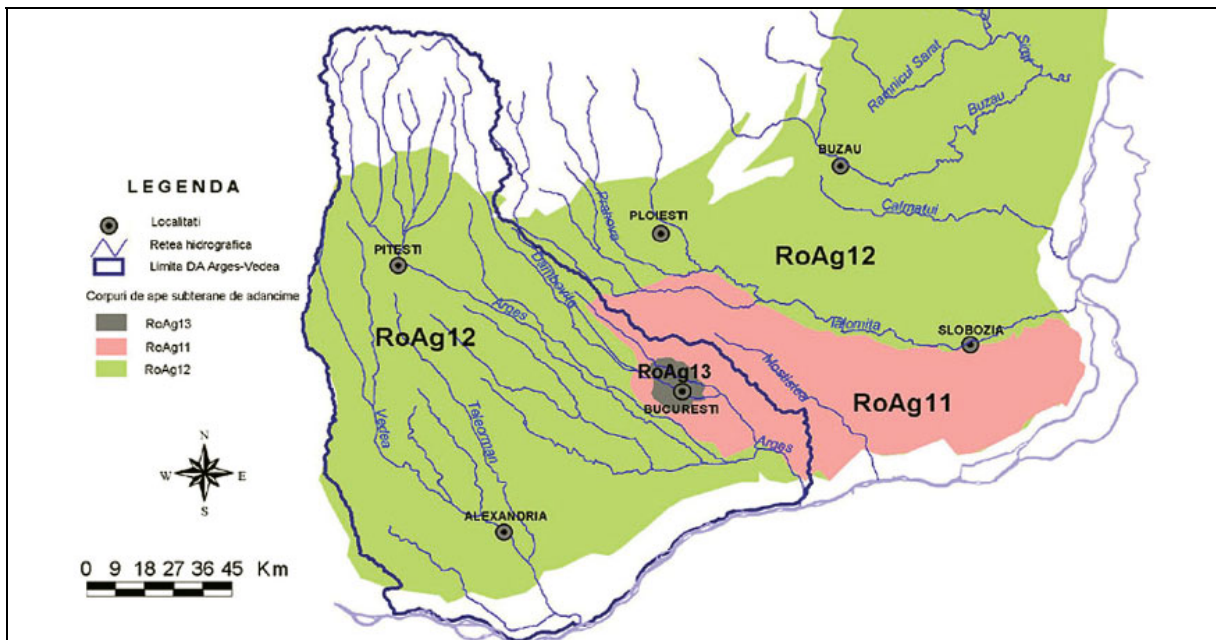 LEGENDA
Localitati
Retea hidrografica
Limita DA Arges-Vedea
Corpuri de ape subterane de adancime
RoAg13
RoAg11
RoAg12
N
W E
S
0 9 18 27 36 45 Km
Ramnicul Sarat
Siret
Buzau
BUZAU
Calmatui
Prahova
PLOIESTI
RoAg12
PITESTI
Dambovita
Arges
Ialomita
SLOBOZIA
RoAg12
RoAg13
Mostistea
BUCURESTI
RoAg11
Vedea
Teleorman
Arges
ALEXANDRIA